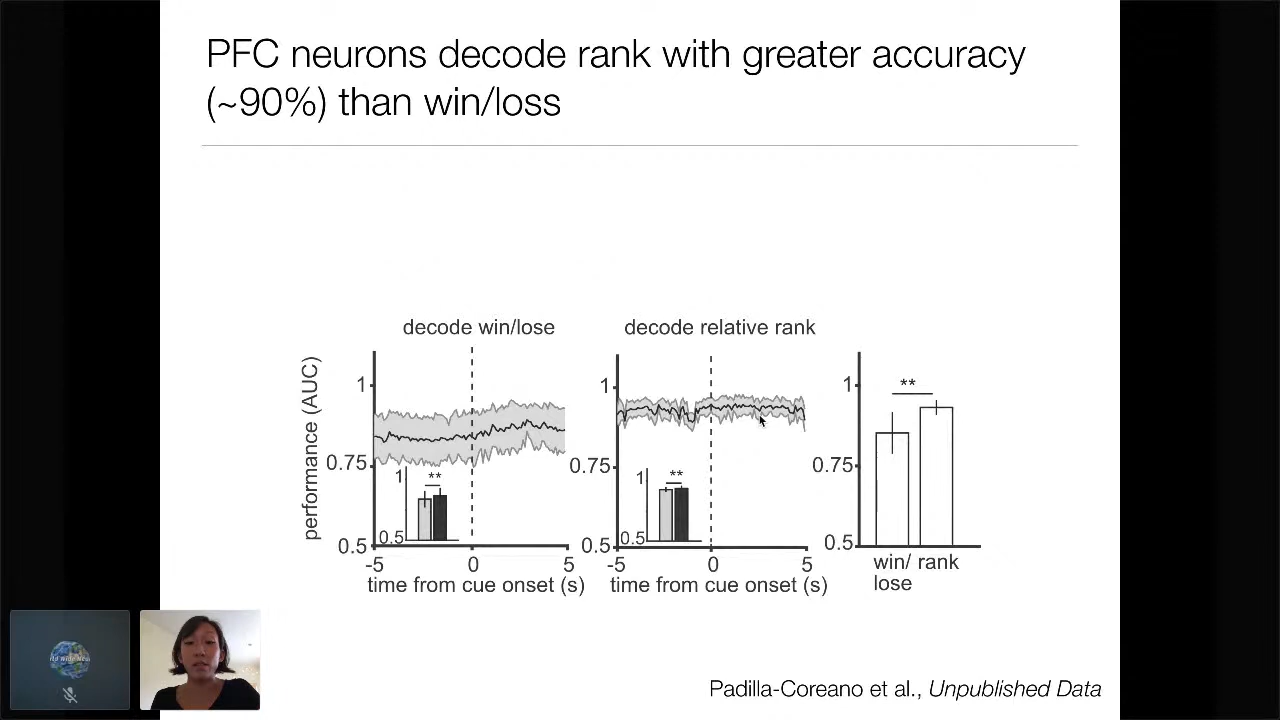 PFC neurons decode rank with greater accuracy
(~90%) than win/loss
decode win/lose
decode relative rank
performance (AUC)
1
0.75
0.5
-5
0
5
time from cue onset (s)
1
0.5
**
1
0.75
0.5
-5
0
5
time from cue onset (s)
1
0.5
**
1
0.75
0.5
**
win/ rank
lose
Padilla-Coreano et al., Unpublished Data